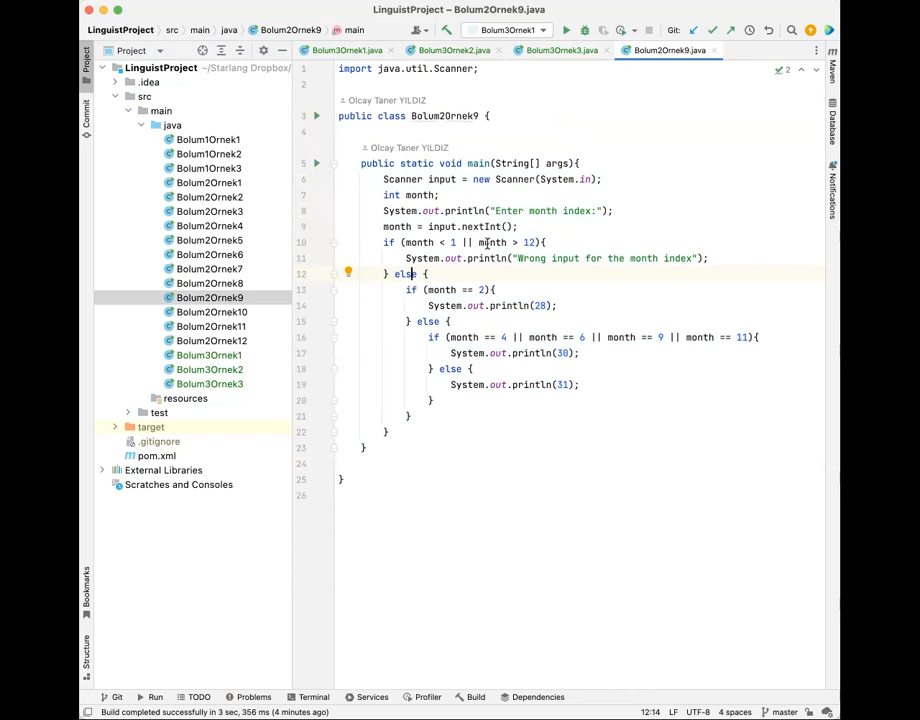 LinguistProject – Bolum2Ornek9.java
LinguistProject src main java Bolum2Ornek9 main
Bolum3Ornek1
Git:
Project
Bolum3Ornek1.java
Bolum3Ornek2.java
Bolum3Ornek3.java
Bolum2Ornek9.java
Project
Commit
Bookmarks
Structure
Maven
Database
Notifications
LinguistProject ~/Starlang Dropbox/
.idea
src
main
java
Bolum1Ornek1
Bolum1Ornek2
Bolum1Ornek3
Bolum2Ornek1
Bolum2Ornek2
Bolum2Ornek3
Bolum2Ornek4
Bolum2Ornek5
Bolum2Ornek6
Bolum2Ornek7
Bolum2Ornek8
Bolum2Ornek9
Bolum2Ornek10
Bolum2Ornek11
Bolum2Ornek12
Bolum3Ornek1
Bolum3Ornek2
Bolum3Ornek3
resources
test
target
.gitignore
pom.xml
External Libraries
Scratches and Consoles
2
1 import java.util.Scanner;
2
Olcay Taner YILDIZ
3 public class Bolum2Ornek9 {
4
Olcay Taner YILDIZ
5 public static void main(String[] args){
6 Scanner input = new Scanner(System.in);
7 int month;
8 System.out.println("Enter month index:");
9 month = input.nextInt();
10 if (month < 1 || month > 12){
11 System.out.println("Wrong input for the month index");
12 } else {
13 if (month == 2){
14 System.out.println(28);
15 } else {
16 if (month == 4 || month == 6 || month == 9 || month == 11){
17 System.out.println(30);
18 } else {
19 System.out.println(31);
20 }
21 }
22 }
23 }
24
25 }
26
Git Run TODO Problems Terminal Services Profiler Build Dependencies
Build completed successfully in 3 sec, 356 ms (4 minutes ago) 12:14 LF UTF-8 4 spaces master